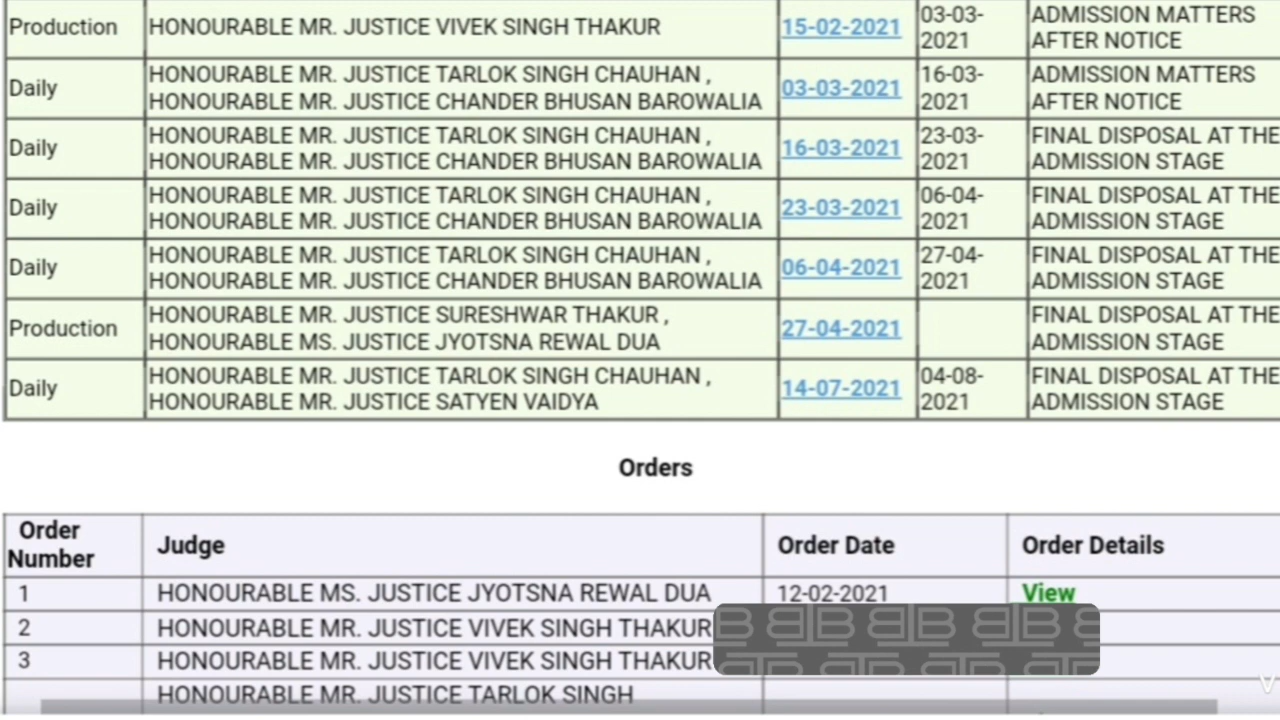 Production HONOURABLE MR. JUSTICE VIVEK SINGH THAKUR 15-02-2021 03-03-2021 ADMISSION MATTERS AFTER NOTICE
Daily HONOURABLE MR. JUSTICE TARLOK SINGH CHAUHAN , HONOURABLE MR. JUSTICE CHANDER BHUSAN BAROWALIA 03-03-2021 16-03-2021 ADMISSION MATTERS AFTER NOTICE
Daily HONOURABLE MR. JUSTICE TARLOK SINGH CHAUHAN , HONOURABLE MR. JUSTICE CHANDER BHUSAN BAROWALIA 16-03-2021 23-03-2021 FINAL DISPOSAL AT THE ADMISSION STAGE
Daily HONOURABLE MR. JUSTICE TARLOK SINGH CHAUHAN , HONOURABLE MR. JUSTICE CHANDER BHUSAN BAROWALIA 23-03-2021 06-04-2021 FINAL DISPOSAL AT THE ADMISSION STAGE
Daily HONOURABLE MR. JUSTICE TARLOK SINGH CHAUHAN , HONOURABLE MR. JUSTICE CHANDER BHUSAN BAROWALIA 06-04-2021 27-04-2021 FINAL DISPOSAL AT THE ADMISSION STAGE
Production HONOURABLE MR. JUSTICE SURESHWAR THAKUR , HONOURABLE MS. JUSTICE JYOTSNA REWAL DUA 27-04-2021 FINAL DISPOSAL AT THE ADMISSION STAGE
Daily HONOURABLE MR. JUSTICE TARLOK SINGH CHAUHAN , HONOURABLE MR. JUSTICE SATYEN VAIDYA 14-07-2021 04-08-2021 FINAL DISPOSAL AT THE ADMISSION STAGE
Orders
Order Number Judge Order Date Order Details
1 HONOURABLE MS. JUSTICE JYOTSNA REWAL DUA 12-02-2021 View
2 HONOURABLE MR. JUSTICE VIVEK SINGH THAKUR
3 HONOURABLE MR. JUSTICE VIVEK SINGH THAKUR
HONOURABLE MR. JUSTICE TARLOK SINGH